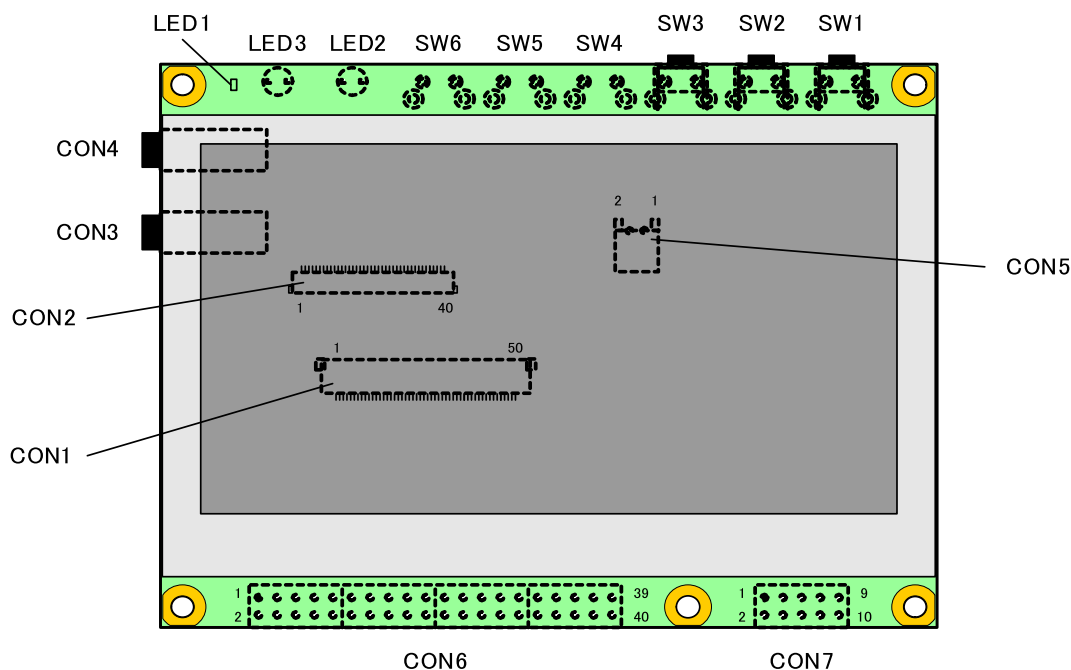 LED1
LED3
LED2
SW6
SW5
SW4
SW3
SW2
SW1
CON4
CON3
2 1
CON5
CON2
1 40
1 50
CON1
1 39
2 40
1 9
2 10
CON6
CON7